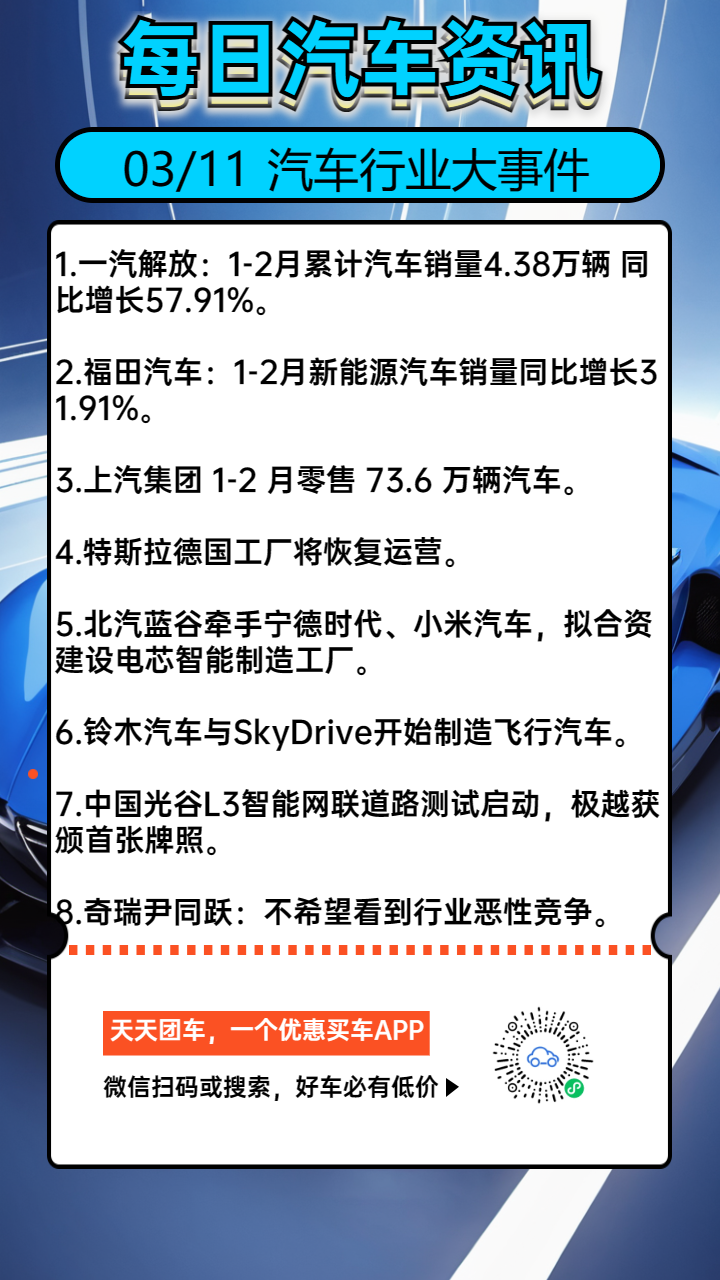 每日汽车资讯
03/11 汽车行业大事件
1.一汽解放：1-2月累计汽车销量4.38万辆 同
比增长57.91%。
2.福田汽车：1-2月新能源汽车销量同比增长3
1.91%。
3.上汽集团 1-2 月零售 73.6 万辆汽车。
4.特斯拉德国工厂将恢复运营。
5.北汽蓝谷牵手宁德时代、小米汽车，拟合资
建设电芯智能制造工厂。
6.铃木汽车与SkyDrive开始制造飞行汽车。
7.中国光谷L3智能网联道路测试启动，极越获
颁首张牌照。
8.奇瑞尹同跃：不希望看到行业恶性竞争。
天天团车，一个优惠买车APP
微信扫码或搜索，好车必有低价